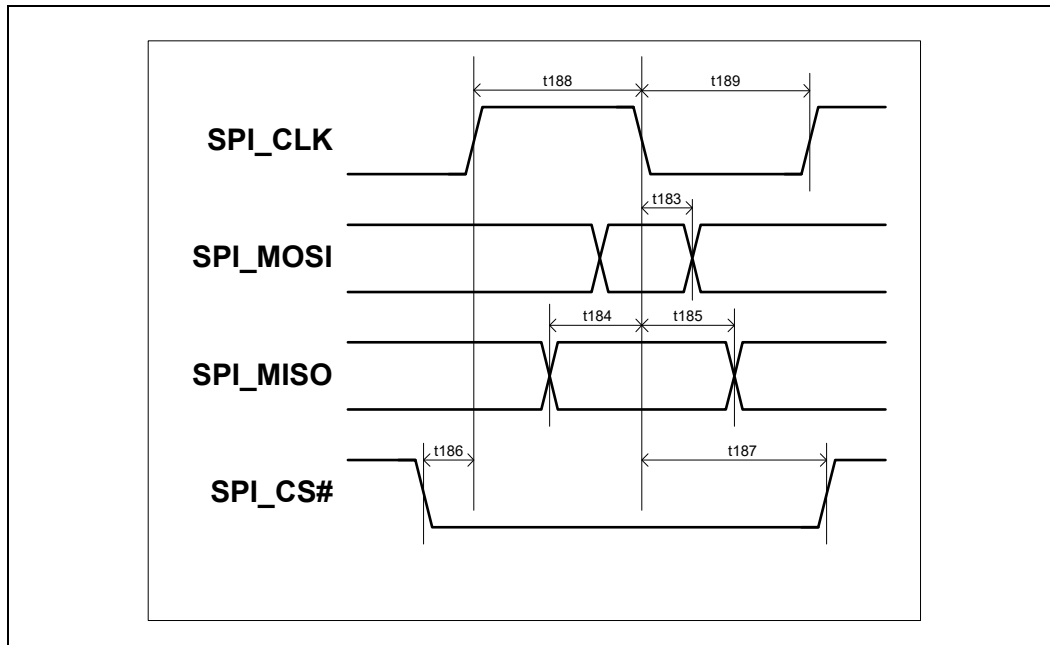 t188
t189
SPI_CLK
t183
SPI_MOSI
t184
t185
SPI_MISO
t186
t187
SPI_CS#